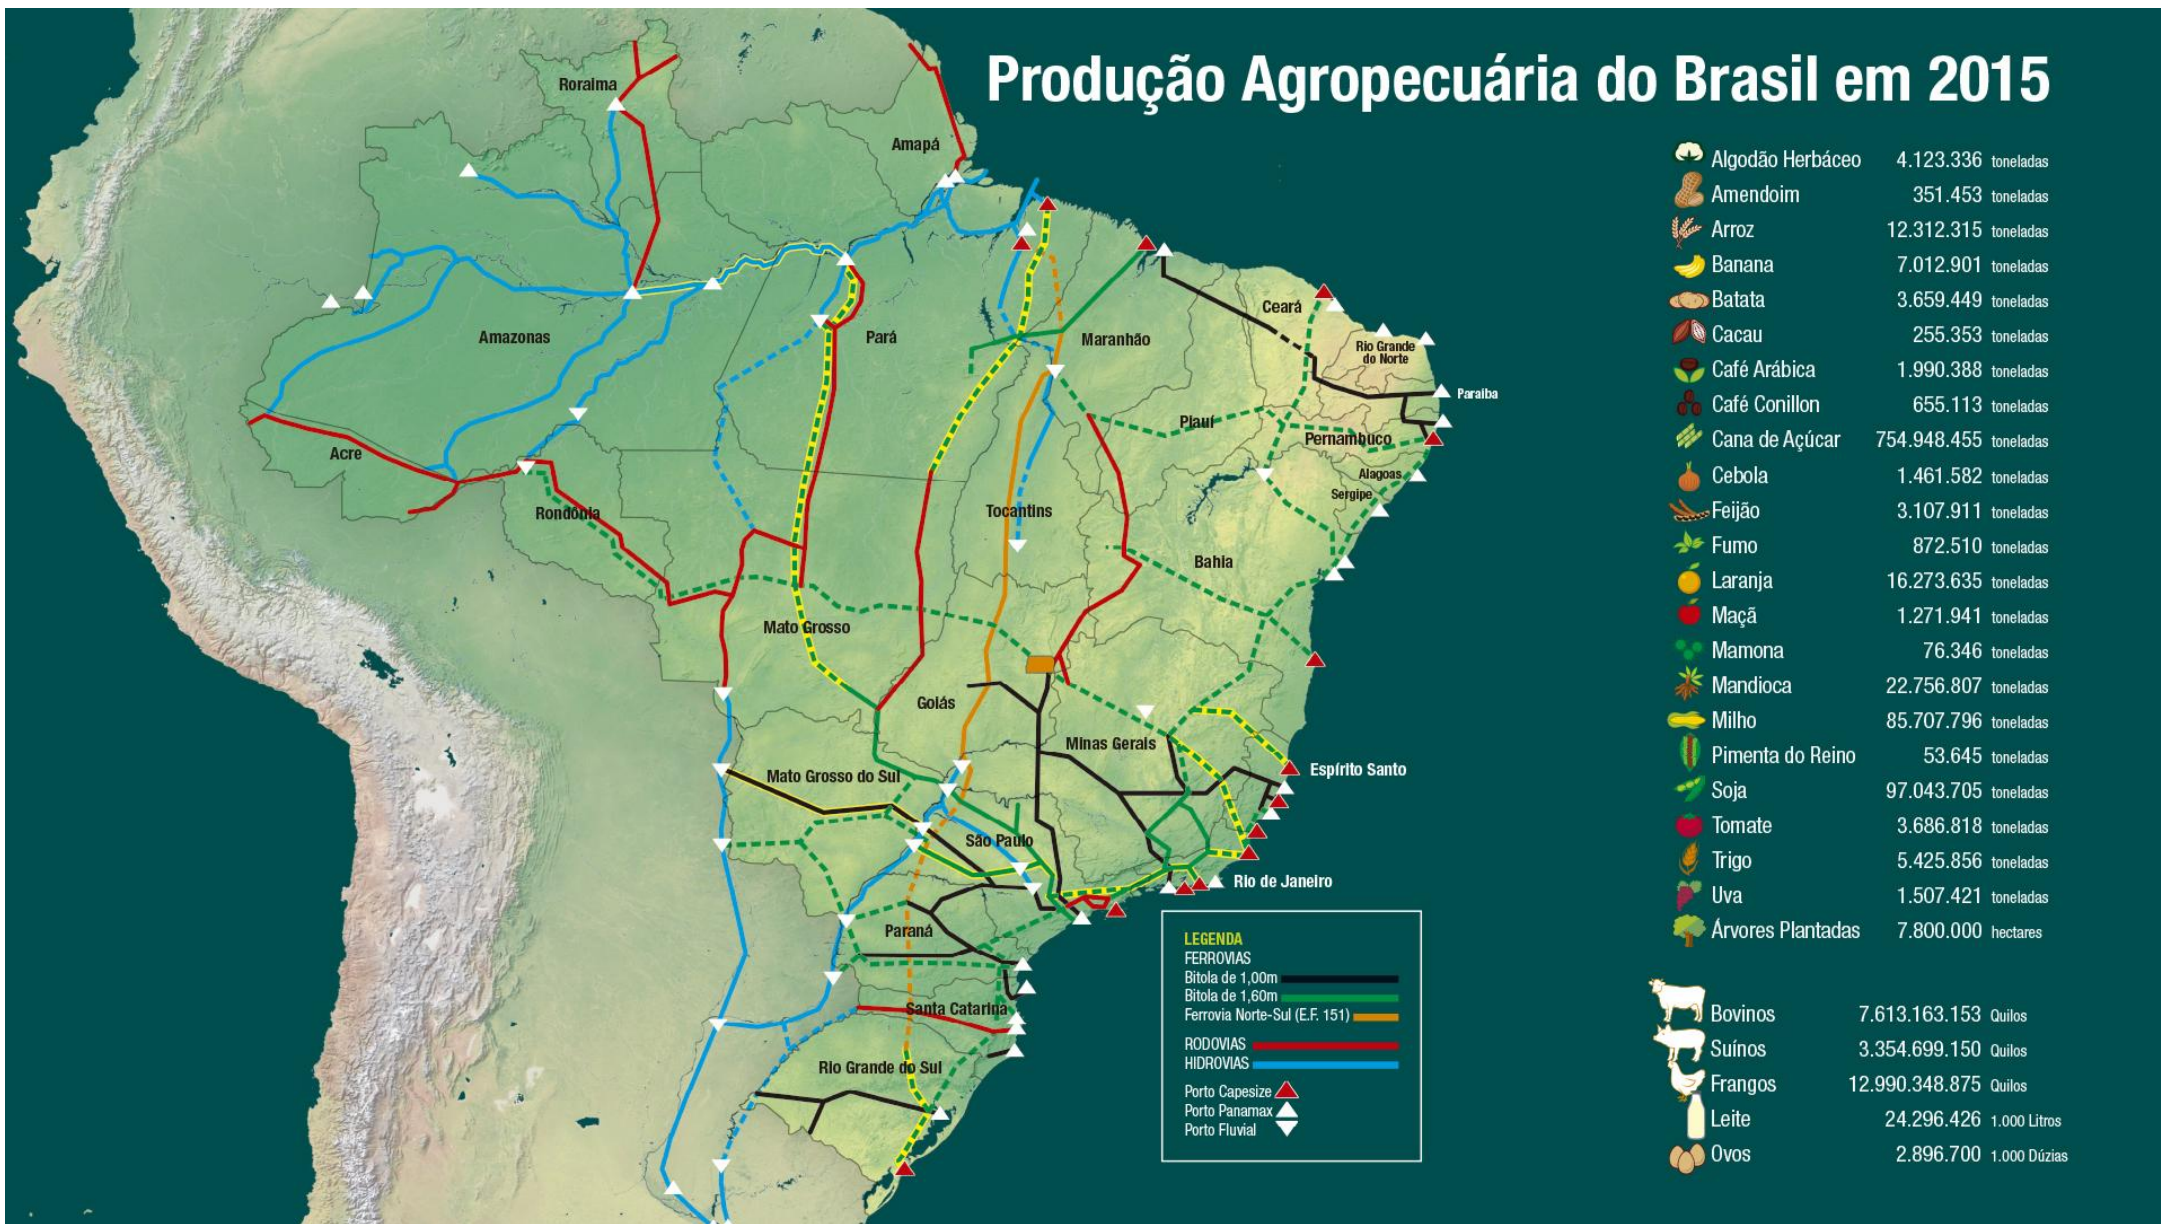 Produção Agropecuária do Brasil em 2015
Roraima
Amapá
Amazonas
Pará
Maranhão
Ceará
Rio Grande
do Norte
Paraiba
Piauí
Pernambuco
Acre
Alagoas
Sergipe
Rondônia
Tocantins
Bahia
Mato Grosso
Goiás
Minas Gerais
Espírito Santo
Mato Grosso do Sul
São Paulo
Rio de Janeiro
Paraná
Santa Catarina
Rio Grande do Sul
LEGENDA
FERROVIAS
Bitola de 1,00m
Bitola de 1,60m
Ferrovia Norte-Sul (E.F. 151)
RODOVIAS
HIDROVIAS
Porto Capesize
Porto Panamax
Porto Fluvial
Algodão Herbáceo 4.123.336 toneladas
Amendoim 351.453 toneladas
Arroz 12.312.315 toneladas
Banana 7.012.901 toneladas
Batata 3.659.449 toneladas
Cacau 255.353 toneladas
Café Arábica 1.990.388 toneladas
Café Conillon 655.113 toneladas
Cana de Açúcar 754.948.455 toneladas
Cebola 1.461.582 toneladas
Feijão 3.107.911 toneladas
Fumo 872.510 toneladas
Laranja 16.273.635 toneladas
Maçã 1.271.941 toneladas
Mamona 76.346 toneladas
Mandioca 22.756.807 toneladas
Milho 85.707.796 toneladas
Pimenta do Reino 53.645 toneladas
Soja 97.043.705 toneladas
Tomate 3.686.818 toneladas
Trigo 5.425.856 toneladas
Uva 1.507.421 toneladas
Árvores Plantadas 7.800.000 hectares
Bovinos 7.613.163.153 Quilos
Suínos 3.354.699.150 Quilos
Frangos 12.990.348.875 Quilos
Leite 24.296.426 1.000 Litros
Ovos 2.896.700 1.000 Dúzias